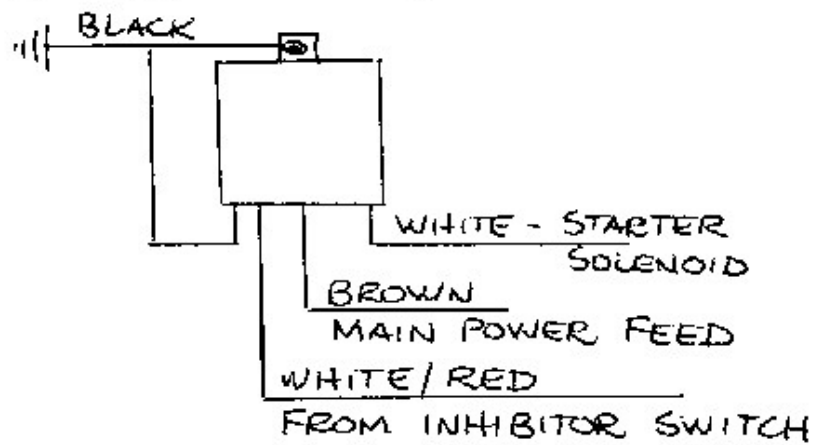 BLACK
WHITE - STARTER
SOLENOID
BROWN
MAIN POWER FEED
WHITE/RED
FROM INHIBITOR SWITCH